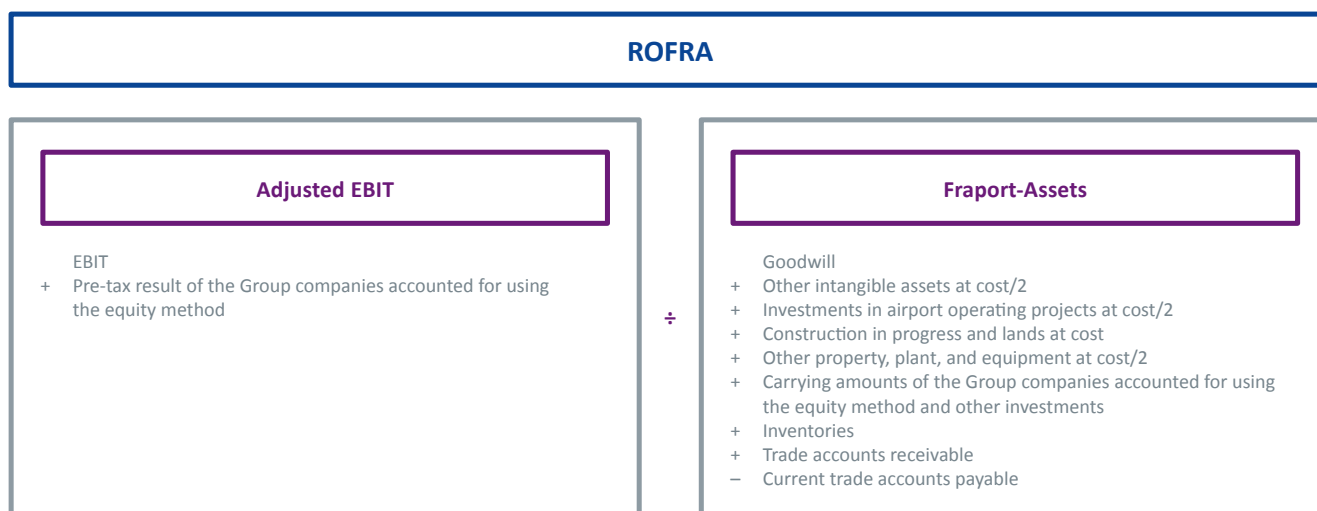 ROFRA
Adjusted EBIT
EBIT
+ Pre-tax result of the Group companies accounted for using
the equity method
÷
Fraport-Assets
Goodwill
+ Other intangible assets at cost/2
+ Investments in airport operating projects at cost/2
+ Construction in progress and lands at cost
+ Other property, plant, and equipment at cost/2
+ Carrying amounts of the Group companies accounted for using
the equity method and other investments
+ Inventories
+ Trade accounts receivable
– Current trade accounts payable